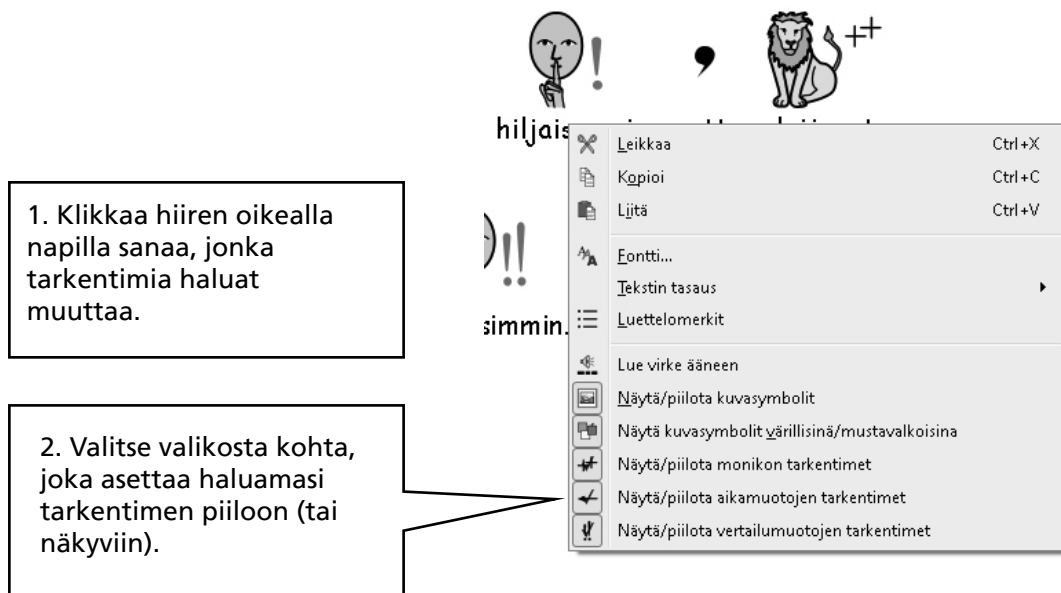 hiljais
1. Klikkaa hiiren oikealla
napilla sanaa, jonka
tarkentimia haluat
muuttaa.
simmin.
2. Valitse valikosta kohta,
joka asettaa haluamasi
tarkentimen piiloon (tai
näkyviin).
Leikkaa Ctrl+X
Kopioi Ctrl+C
Liitä Ctrl+V
Fontti...
Tekstin tasaus
Luettelomerkit
Lue virke ääneen
Näytä/piilota kuvasymbolit
Näytä kuvasymbolit värillisinä/mustavalkoisina
Näytä/piilota monikon tarkentimet
Näytä/piilota aikamuotojen tarkentimet
Näytä/piilota vertailumuotojen tarkentimet